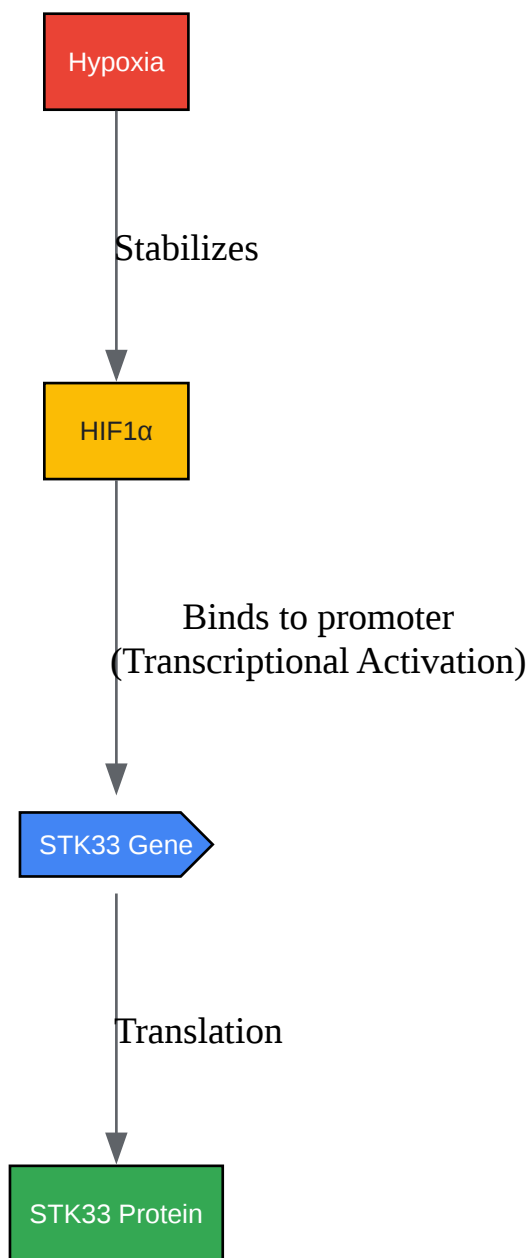 Hypoxia
Stabilizes
HIF1α
Binds to promoter
(Transcriptional Activation)
STK33 Gene
Translation
STK33 Protein